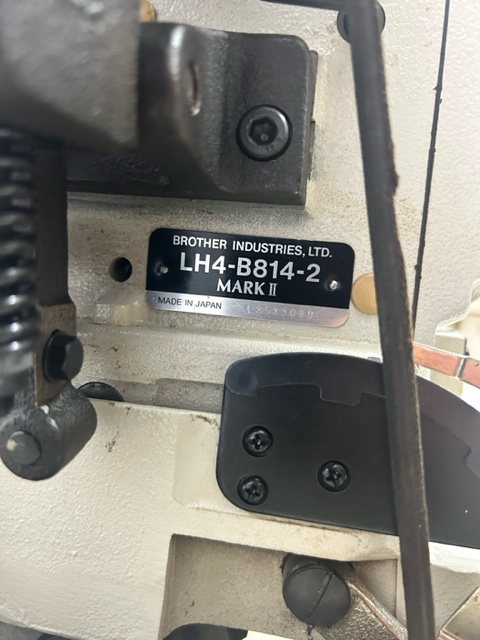 BROTHER INDUSTRIES, LTD.
LH4-B814-2
MARK II
MADE IN JAPAN